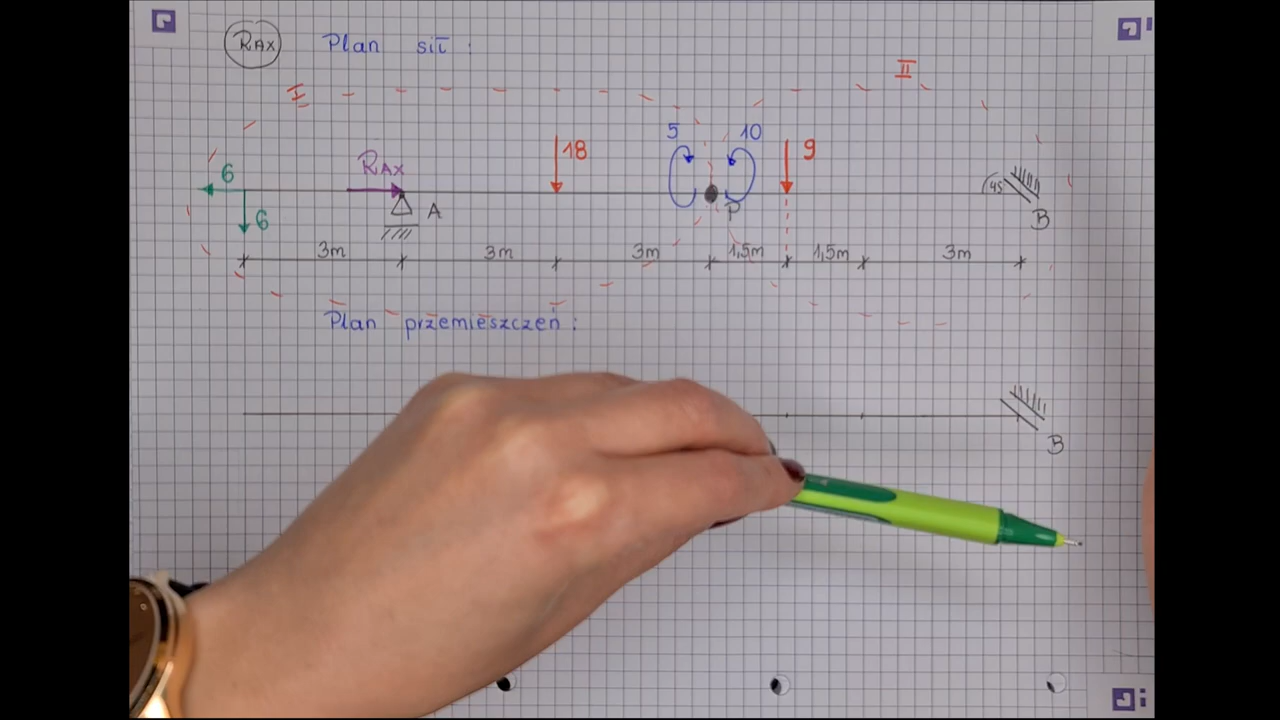 RAX Plan sił :
I II
5 10
18 9
6 RAX
45
6 A P B
3m 3m 3m 1,5m 1,5m 3m
Plan przemieszczeń :
B